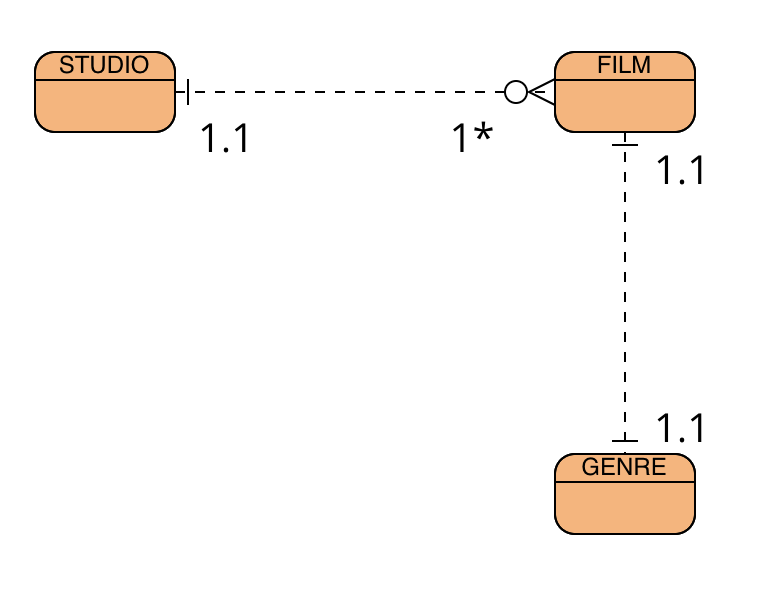 STUDIO
FILM
1.1
1*
1.1
1.1
GENRE